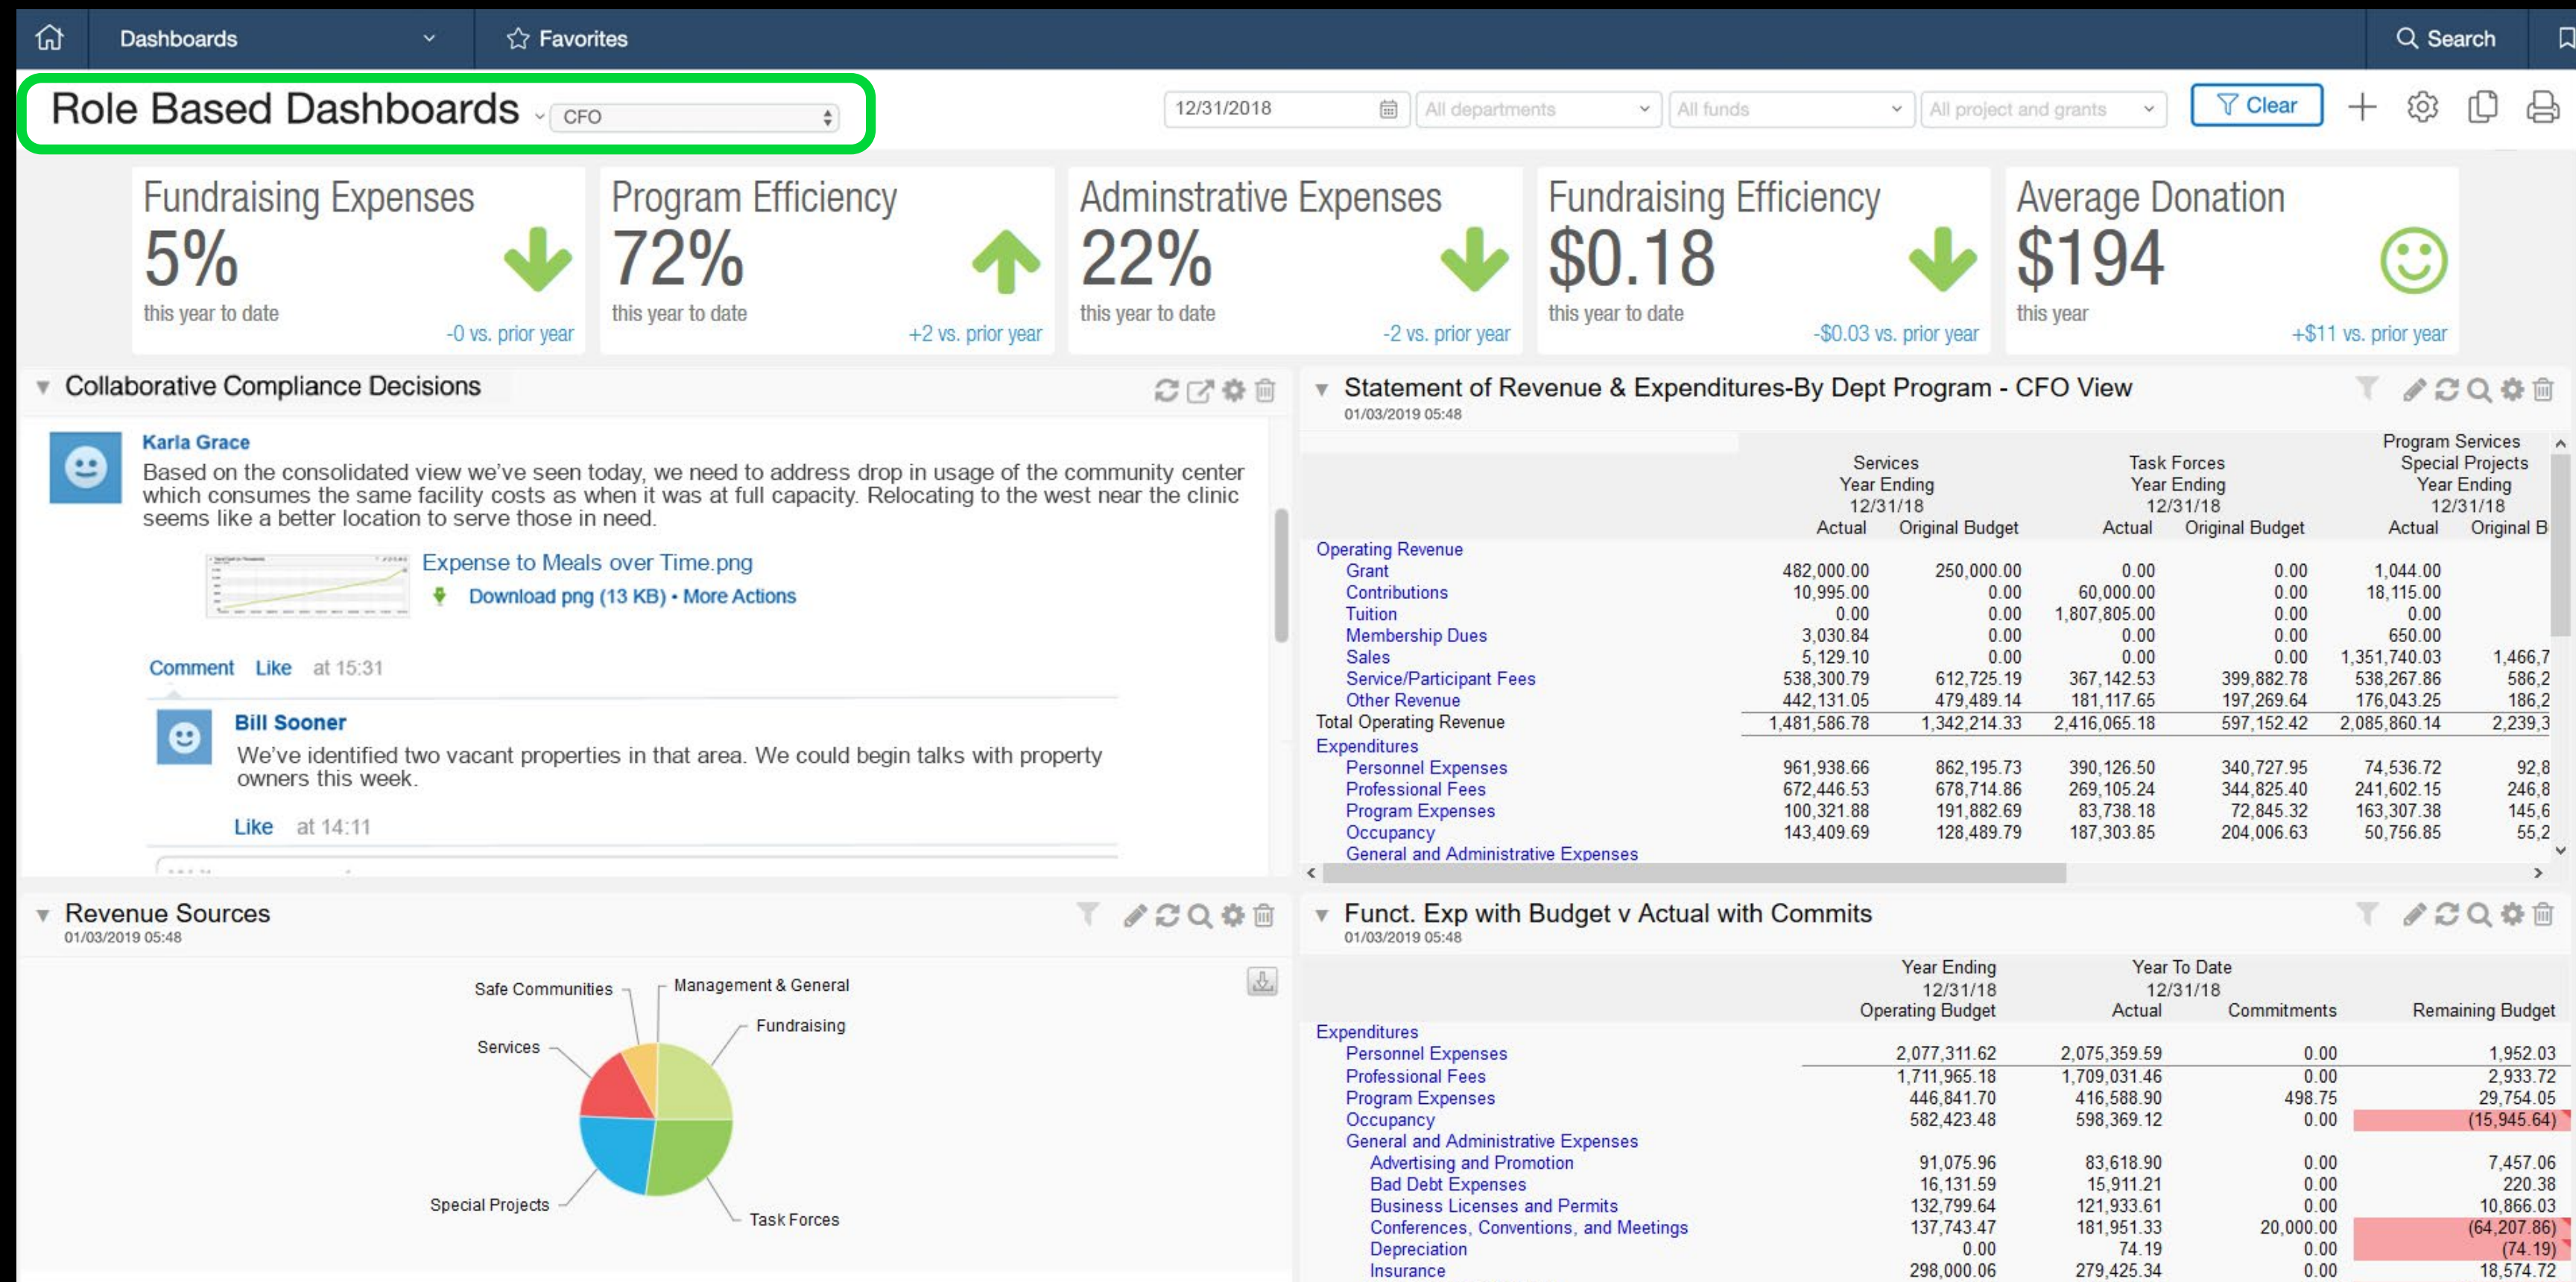 Dashboards
Favorites
Search
Role Based Dashboards
CFO
12/31/2018
All departments
All funds
All project and grants
Clear
Fundraising Expenses
5%
this year to date
-0 vs. prior year
Program Efficiency
72%
this year to date
+2 vs. prior year
Adminstrative Expenses
22%
this year to date
-2 vs. prior year
Fundraising Efficiency
$0.18
this year to date
-$0.03 vs. prior year
Average Donation
$194
this year
+$11 vs. prior year
Collaborative Compliance Decisions
Karla Grace
Based on the consolidated view we've seen today, we need to address drop in usage of the community center
which consumes the same facility costs as when it was at full capacity. Relocating to the west near the clinic
seems like a better location to serve those in need.
Expense to Meals over Time.png
Download png (13 KB) • More Actions
Comment Like at 15:31
Bill Sooner
We've identified two vacant properties in that area. We could begin talks with property
owners this week.
Like at 14:11
Statement of Revenue & Expenditures-By Dept Program - CFO View
01/03/2019 05:48
Program Services
Services Task Forces Special Projects
Year Ending Year Ending Year Ending
12/31/18 12/31/18 12/31/18
Actual Original Budget Actual Original Budget Actual Original B
Operating Revenue
Grant 482,000.00 250,000.00 0.00 0.00 1,044.00
Contributions 10,995.00 0.00 60,000.00 0.00 18,115.00
Tuition 0.00 0.00 1,807,805.00 0.00 0.00
Membership Dues 3,030.84 0.00 0.00 0.00 650.00
Sales 5,129.10 0.00 0.00 0.00 1,351,740.03 1,466,7
Service/Participant Fees 538,300.79 612,725.19 367,142.53 399,882.78 538,267.86 586,2
Other Revenue 442,131.05 479,489.14 181,117.65 197,269.64 176,043.25 186,2
Total Operating Revenue 1,481,586.78 1,342,214.33 2,416,065.18 597,152.42 2,085,860.14 2,239,3
Expenditures
Personnel Expenses 961,938.66 862,195.73 390,126.50 340,727.95 74,536.72 92,8
Professional Fees 672,446.53 678,714.86 269,105.24 344,825.40 241,602.15 246,8
Program Expenses 100,321.88 191,882.69 83,738.18 72,845.32 163,307.38 145,6
Occupancy 143,409.69 128,489.79 187,303.85 204,006.63 50,756.85 55,2
General and Administrative Expenses
Revenue Sources
01/03/2019 05:48
Safe Communities
Management & General
Fundraising
Services
Special Projects
Task Forces
Funct. Exp with Budget v Actual with Commits
01/03/2019 05:48
Year Ending Year To Date
12/31/18 12/31/18
Operating Budget Actual Commitments Remaining Budget
Expenditures
Personnel Expenses 2,077,311.62 2,075,359.59 0.00 1,952.03
Professional Fees 1,711,965.18 1,709,031.46 0.00 2,933.72
Program Expenses 446,841.70 416,588.90 498.75 29,754.05
Occupancy 582,423.48 598,369.12 0.00 (15,945.64)
General and Administrative Expenses
Advertising and Promotion 91,075.96 83,618.90 0.00 7,457.06
Bad Debt Expenses 16,131.59 15,911.21 0.00 220.38
Business Licenses and Permits 132,799.64 121,933.61 0.00 10,866.03
Conferences, Conventions, and Meetings 137,743.47 181,951.33 20,000.00 (64,207.86)
Depreciation 0.00 74.19 0.00 (74.19)
Insurance 298,000.06 279,425.34 0.00 18,574.72